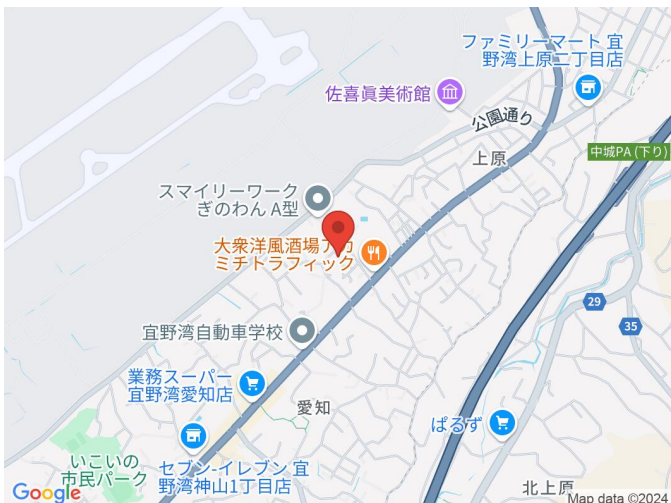 ファミリーマート 宜
野湾上原二丁目店
佐喜眞美術館
公園通り
中城PA (下り)
上原
スマイリーワーク
ぎのわん A型
大衆洋風酒場アカ
ミチトラフィック
29
35
宜野湾自動車学校
業務スーパー
宜野湾愛知店
愛知
ぱるず
いこいの
市民パーク
セブン-イレブン 宜
野湾神山1丁目店
北上原
Google
Map data ©2024